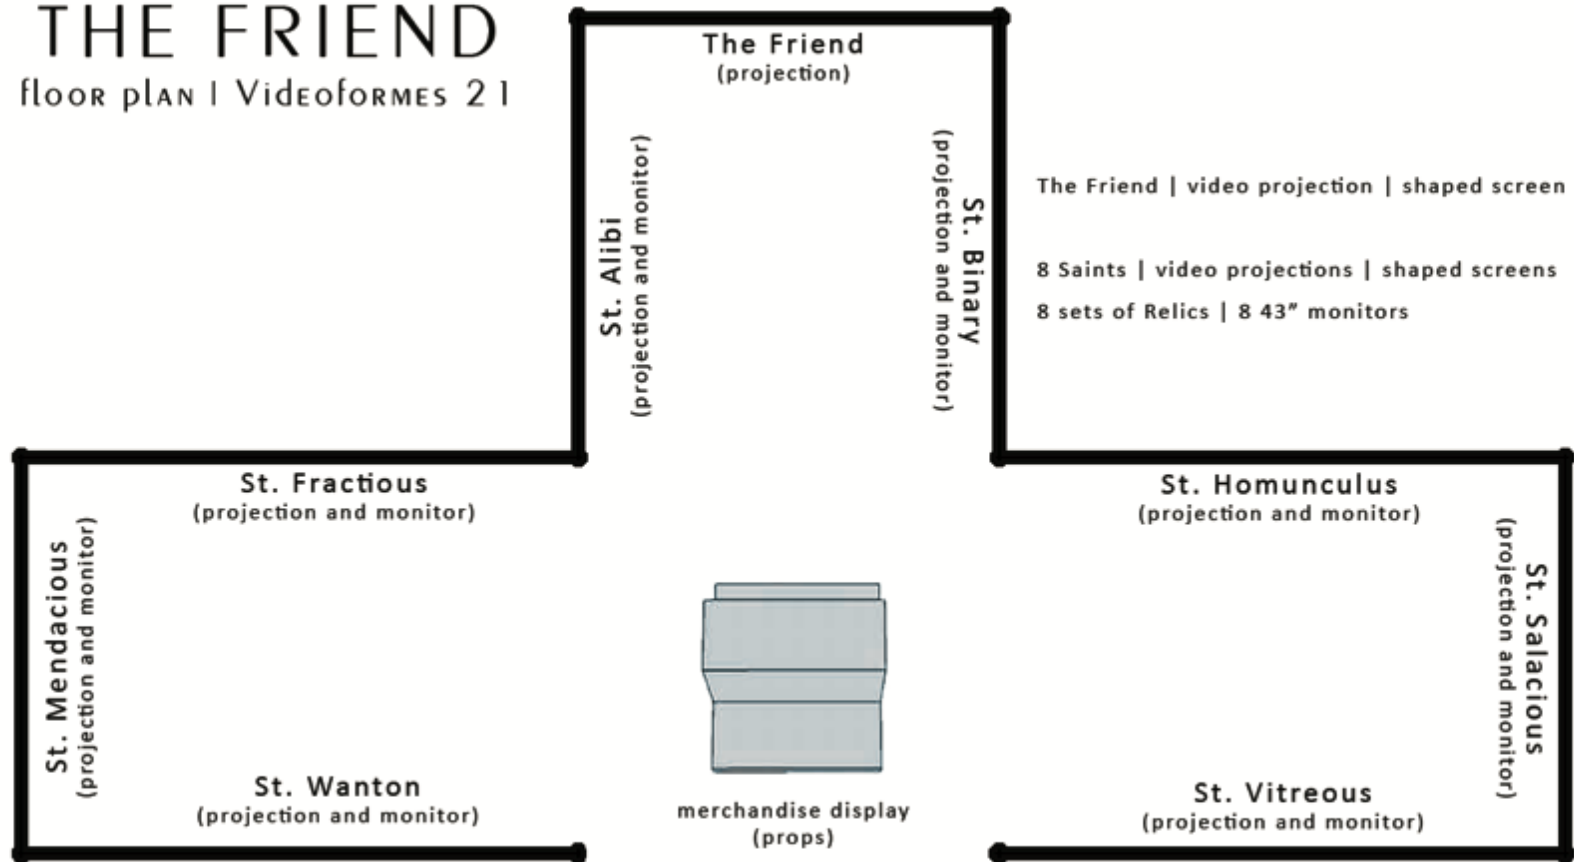 THE FRIEND
floor plan | Videoformes 21
The Friend
(projection)
St. Alibi
(projection and monitor)
St. Binary
(projection and monitor)
The Friend | video projection | shaped screen
8 Saints | video projections | shaped screens
8 sets of Relics | 8 43” monitors
St. Fractious
(projection and monitor)
St. Homunculus
(projection and monitor)
St. Mendacious
(projection and monitor)
St. Salacious
(projection and monitor)
St. Wanton
(projection and monitor)
merchandise display
(props)
St. Vitreous
(projection and monitor)